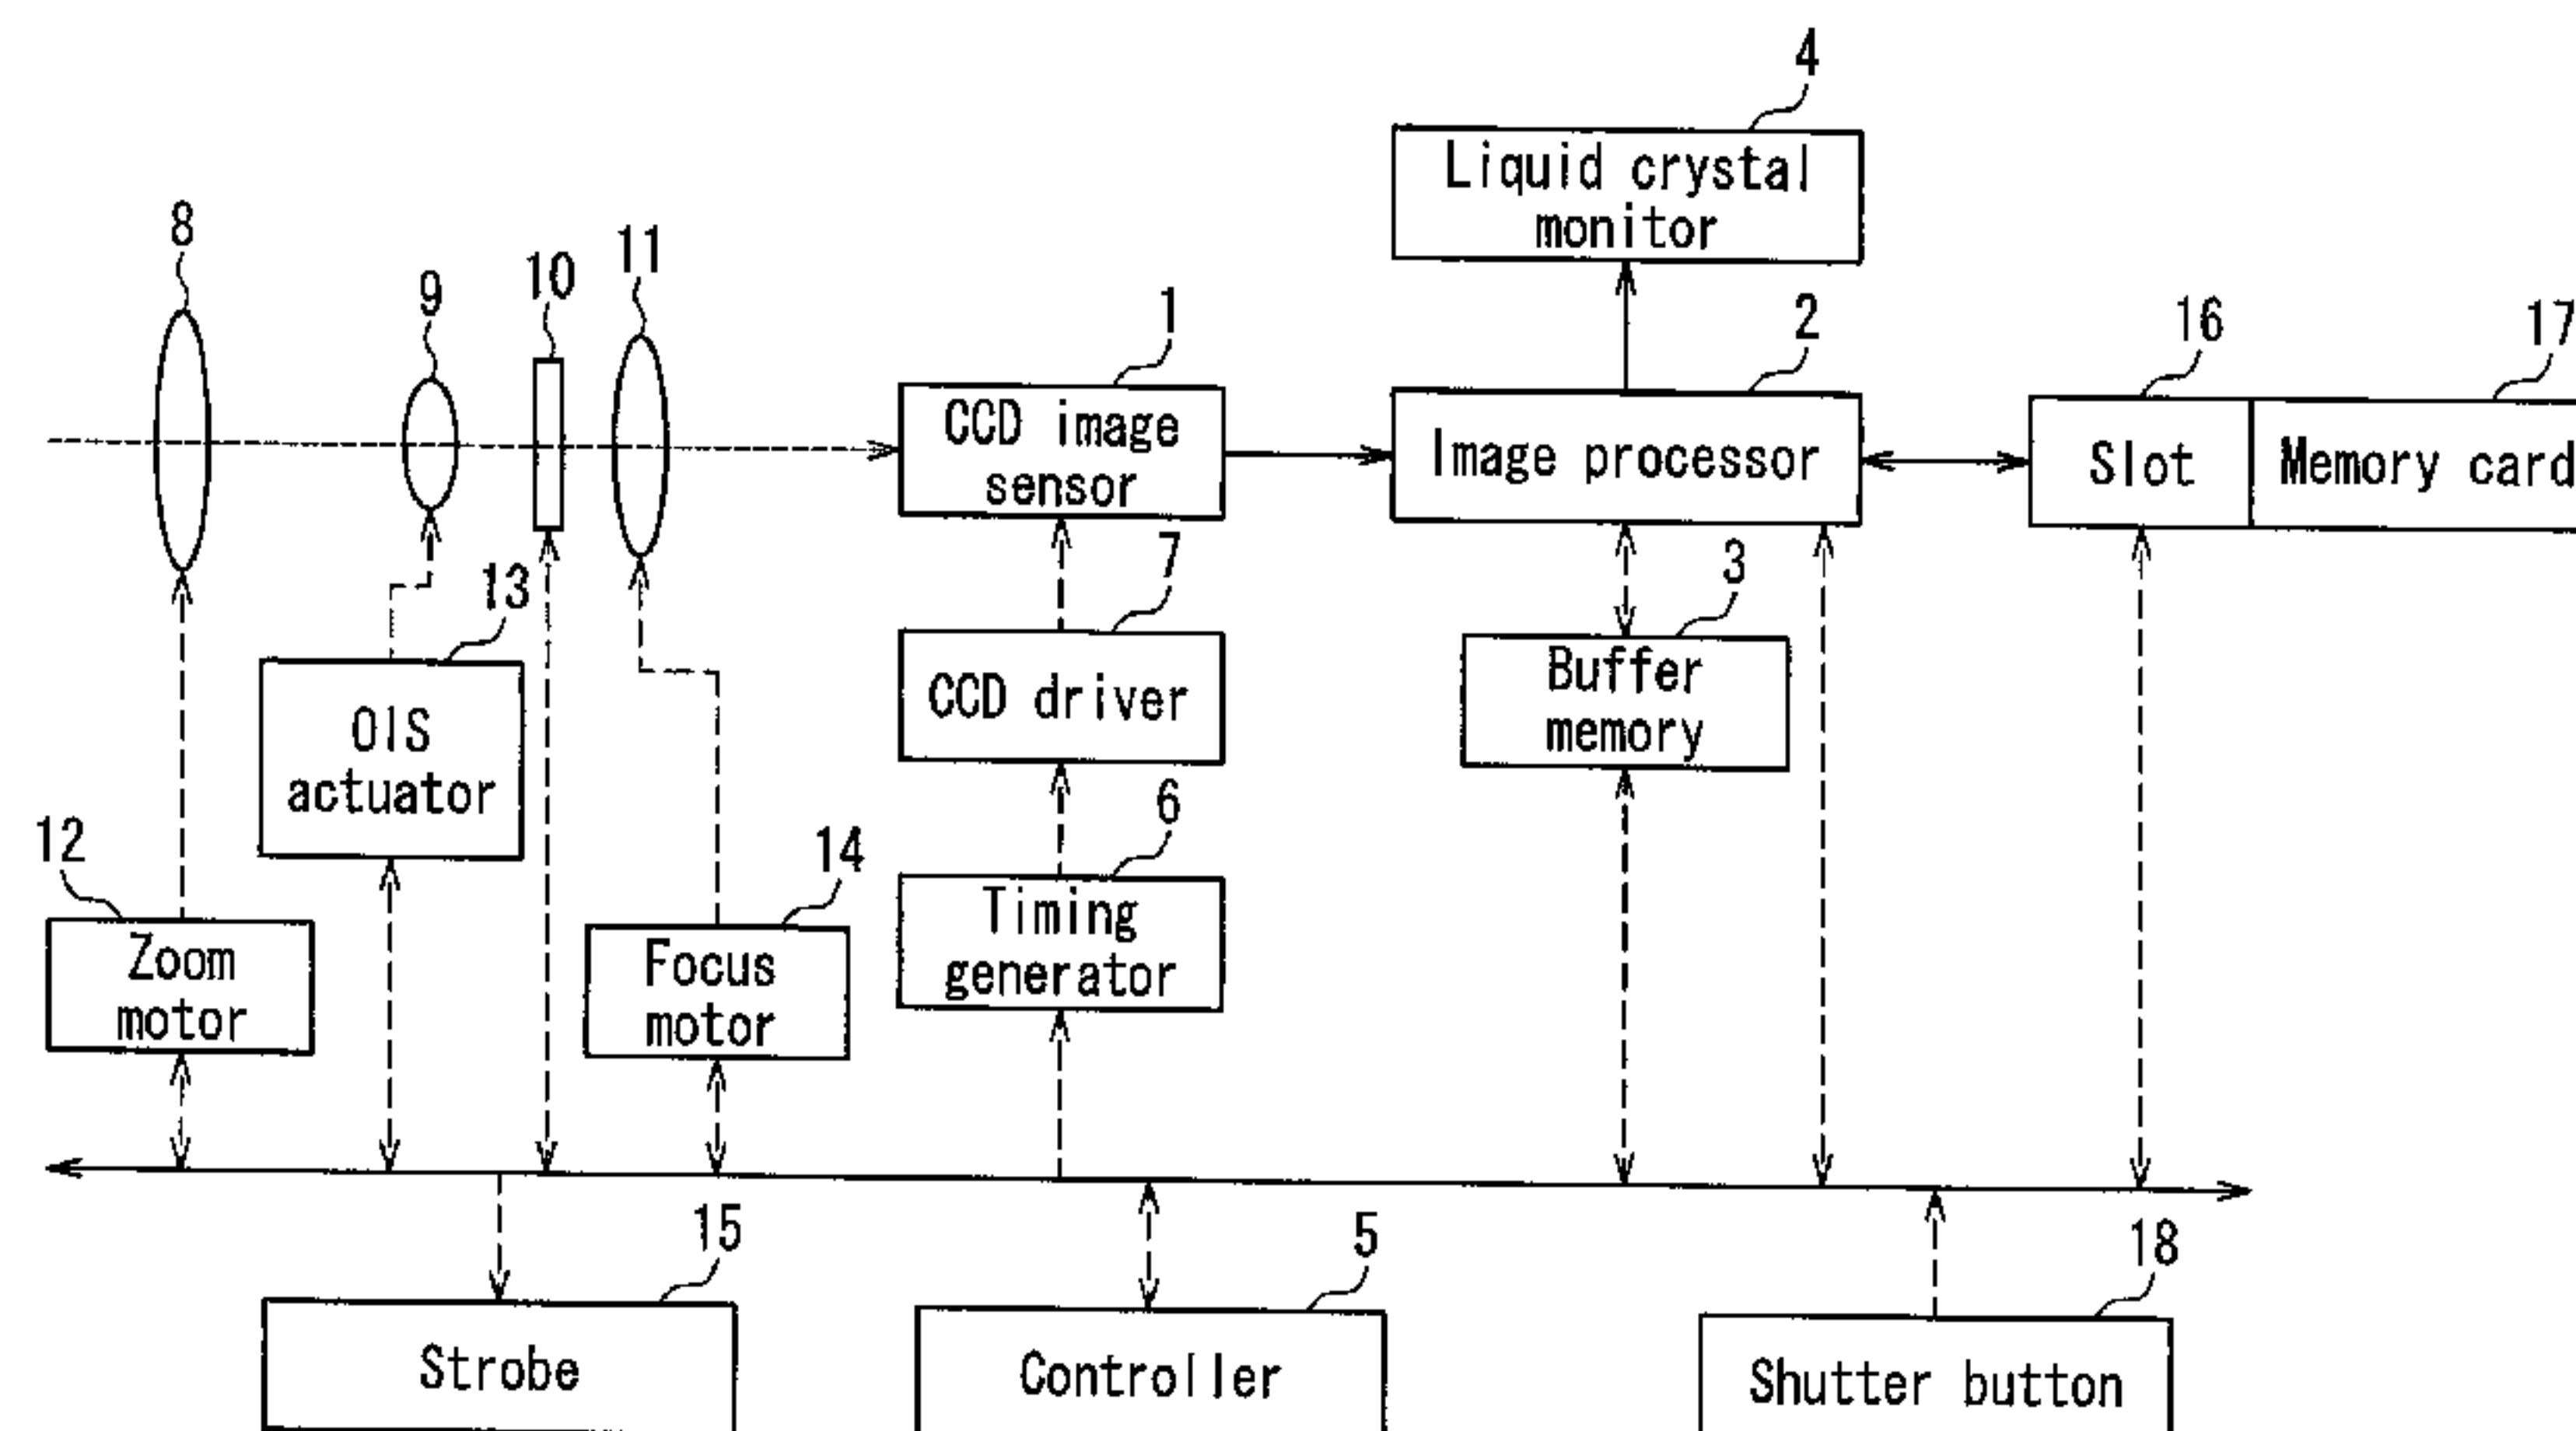 4
Liquid crystal
monitor
8
9
10
11
1
2
16
17
CCD image
sensor
Image processor
Slot
Memory card
13
7
3
OIS
actuator
CCD driver
Buffer
memory
12
14
6
Zoom
motor
Focus
motor
Timing
generator
15
5
18
Strobe
Controller
Shutter button